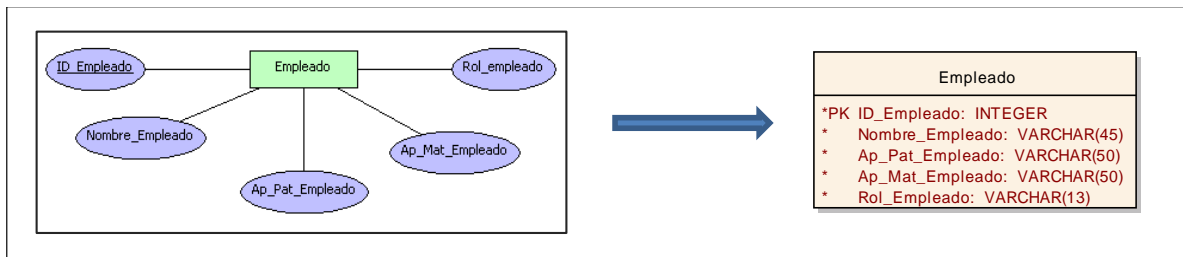 ID_Empleado
Empleado
Rol_empleado
Nombre_Empleado
Ap_Mat_Empleado
Ap_Pat_Empleado
Empleado
*PK ID_Empleado: INTEGER
* Nombre_Empleado: VARCHAR(45)
* Ap_Pat_Empleado: VARCHAR(50)
* Ap_Mat_Empleado: VARCHAR(50)
* Rol_Empleado: VARCHAR(13)